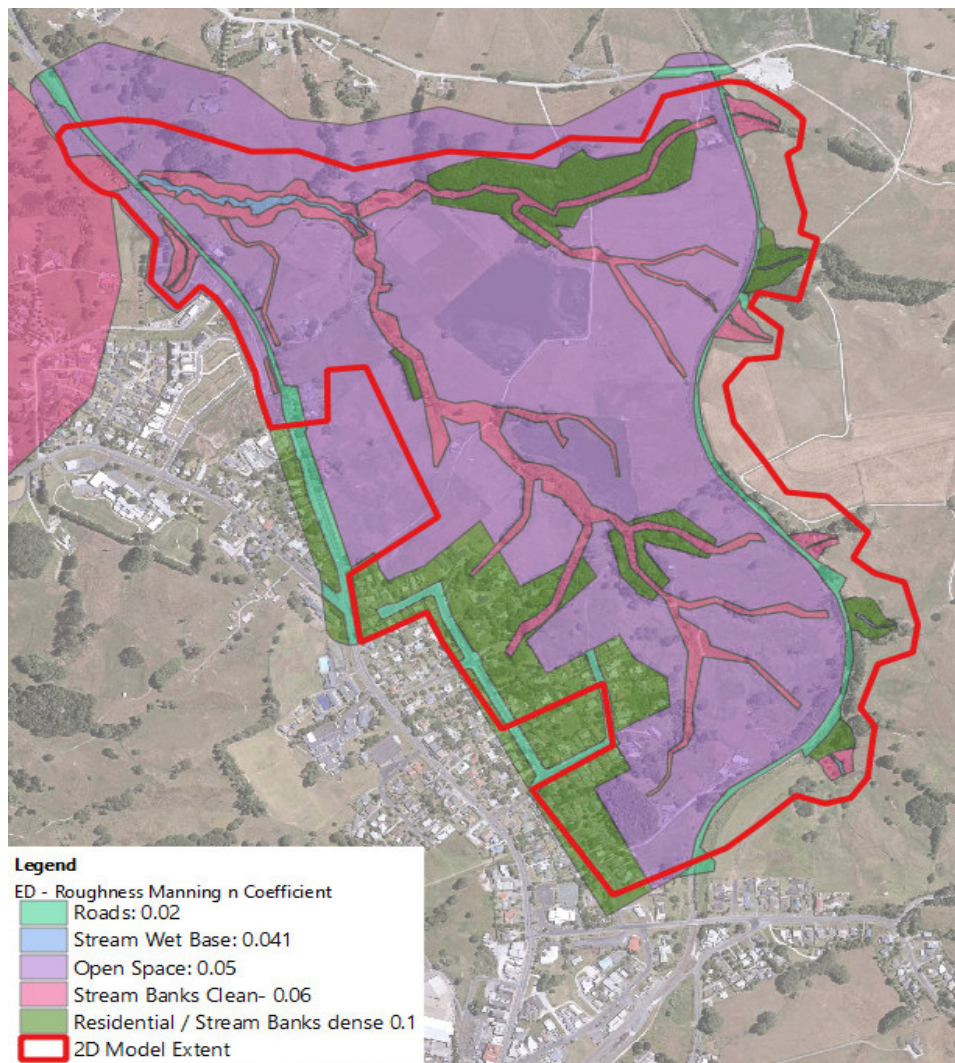 Legend
ED - Roughness Manning n Coefficient
Roads: 0.02
Stream Wet Base: 0.041
Open Space: 0.05
Stream Banks Clean- 0.06
Residential / Stream Banks dense 0.1
2D Model Extent